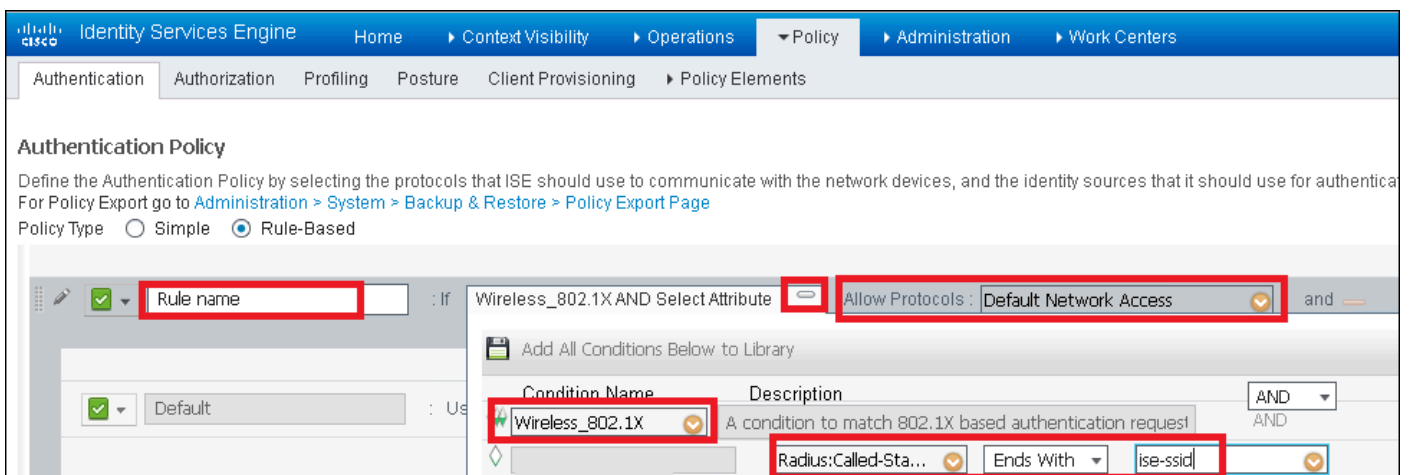 CISCO Identity Services Engine Home Context Visibility Operations Policy Administration Work Centers
Authentication Authorization Profiling Posture Client Provisioning Policy Elements
Authentication Policy
Define the Authentication Policy by selecting the protocols that ISE should use to communicate with the network devices, and the identity sources that it should use for authentica
For Policy Export go to Administration > System > Backup & Restore > Policy Export Page
Policy Type Simple Rule-Based
Rule name : If Wireless_802.1X AND Select Attribute Allow Protocols : Default Network Access and
Add All Conditions Below to Library
Condition Name Description AND
Default : Us Wireless_802.1X A condition to match 802.1X based authentication request AND
Radius:Called-Sta... Ends With ise-ssid